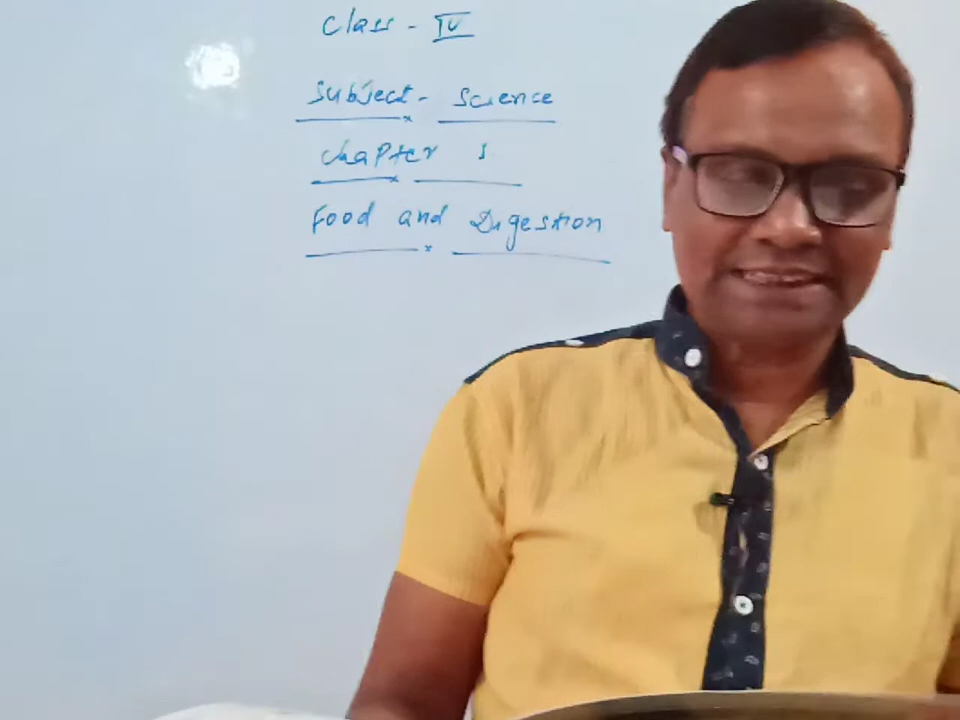 Class - IV
Subject - Science
Chapter 1
Food and Digestion